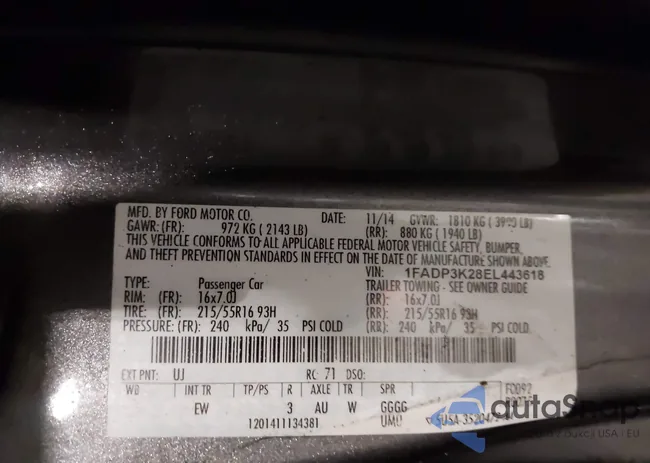 MFD. BY FORD MOTOR CO. DATE: 11/14 GVWR: 1810 KG ( LB)
GAWR: (FR): 972 KG ( 2143 LB) (RR): 880 KG ( 1940 LB)
THIS VEHICLE CONFORMS TO ALL APPLICABLE FEDERAL MOTOR VEHICLE SAFETY, BUMPER,
AND THEFT PREVENTION STANDARDS IN EFFECT ON THE DATE OF MANUFACTURE SHOWN ABOVE.
VIN: 1FADP3K28EL443618
TYPE: Passenger Car TRAILER TOWING - SEE OWNER GUIDE
RIM: (FR): 16x7.0J (RR): 16x7.0J
TIRE: (FR): 215/55R16 93H (RR): 215/55R16 93H
PRESSURE: (FR): 240 kPa/ 35 PSI COLD (RR): 240 kPa/ 35 PSI COLD
EXT PNT: UJ RC: 71 DSO:
WB INT TR TP/PS R AXLE TR SPR
EW 3 AU W GGGG
1201411134381 UMO
autoShop
USA - EU